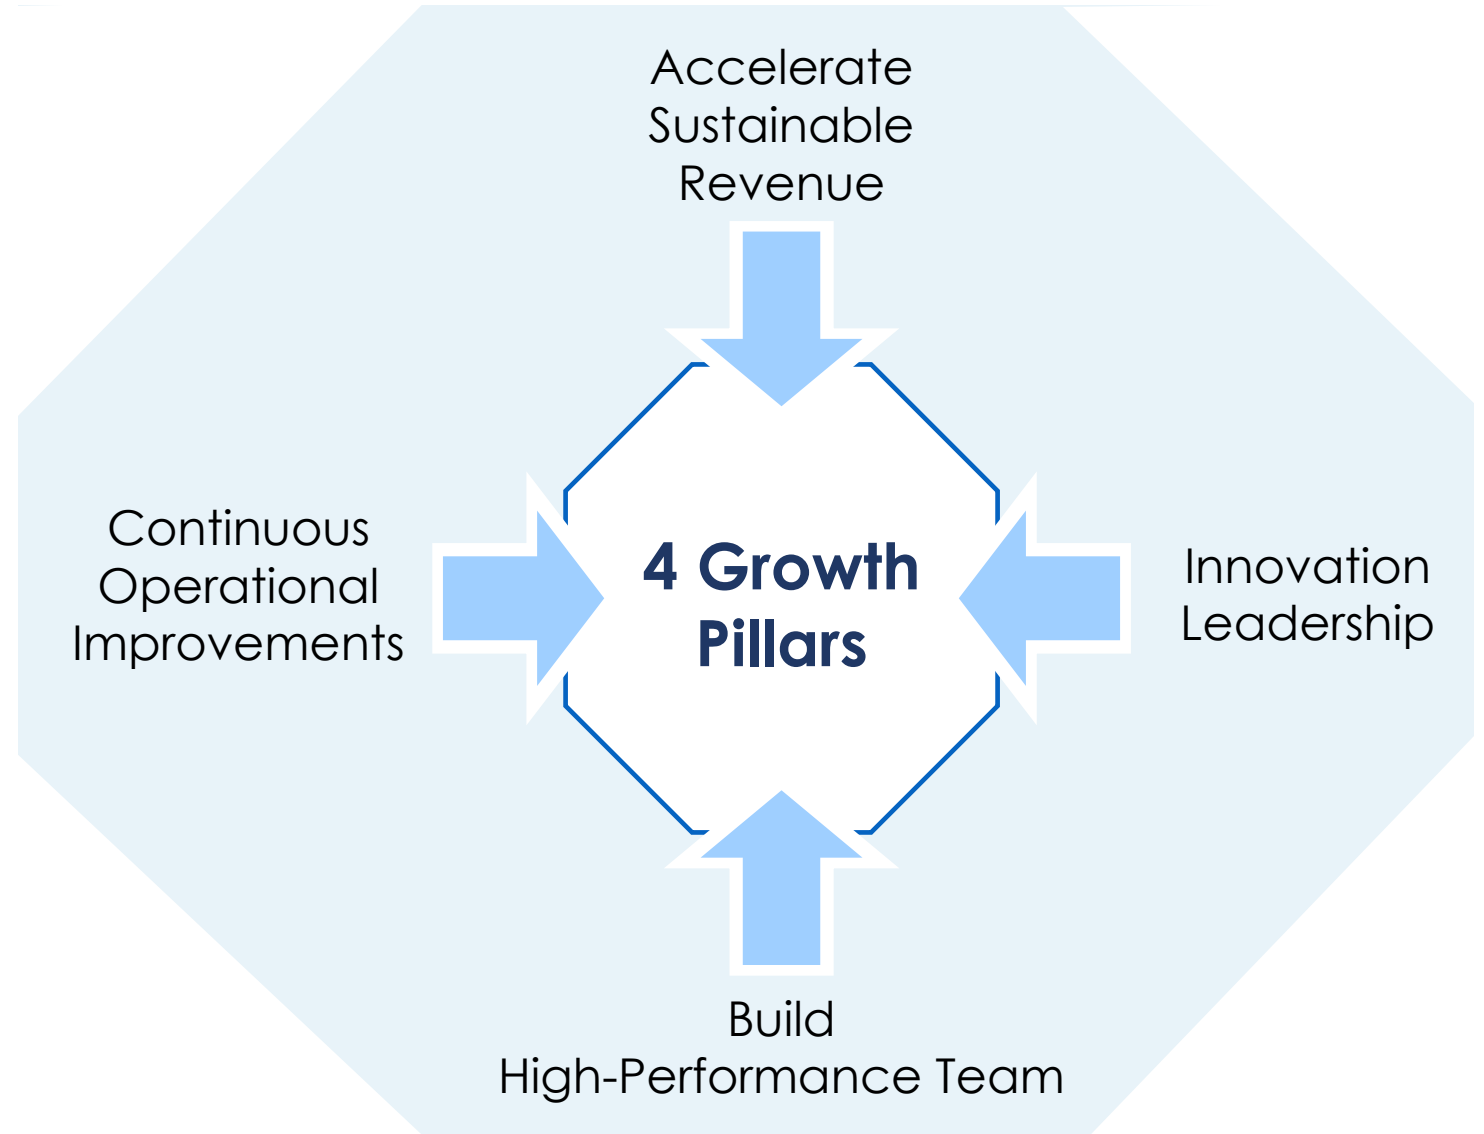 Accelerate
Sustainable
Revenue
Continuous
Operational
Improvements
4 Growth
Pillars
Innovation
Leadership
Build
High-Performance Team